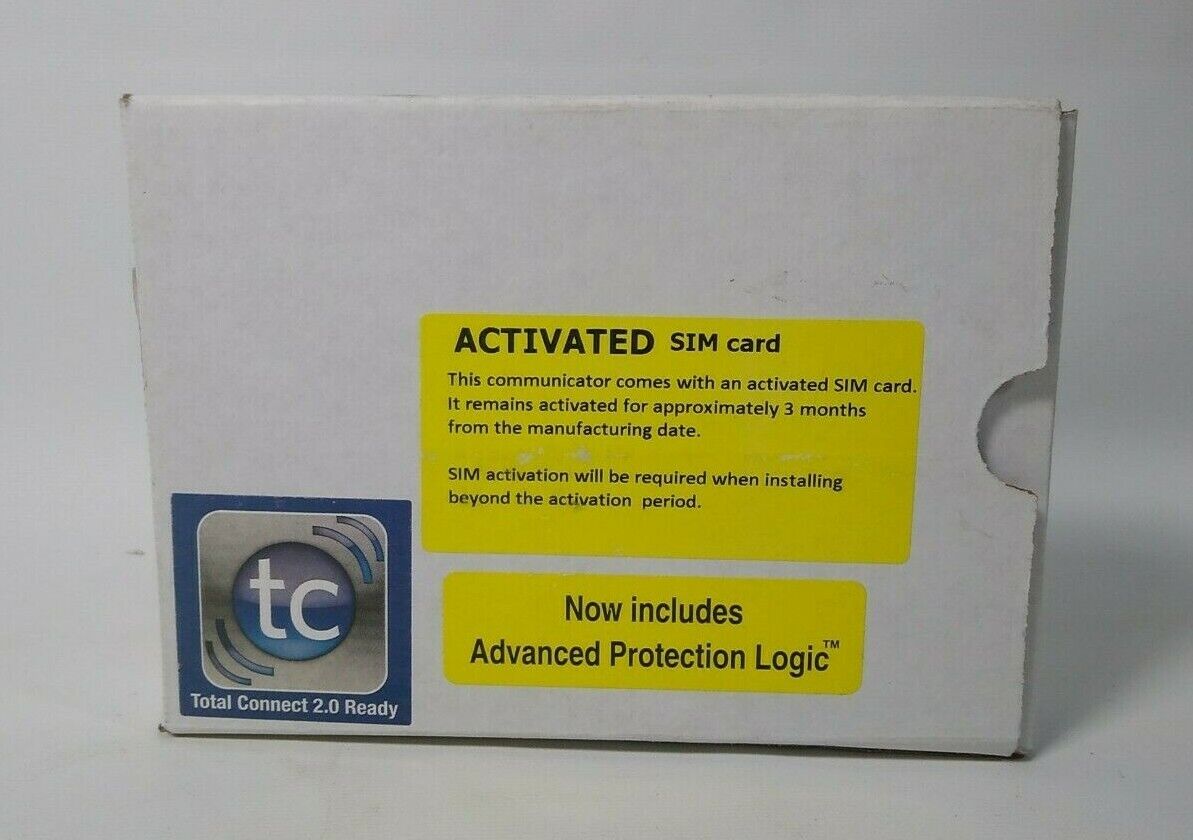 ACTIVATED SIM card
This communicator comes with an activated SIM card.
It remains activated for approximately 3 months
from the manufacturing date.
SIM activation will be required when installing
beyond the activation period.
tc
Total Connect 2.0 Ready
Now includes
Advanced Protection Logic™